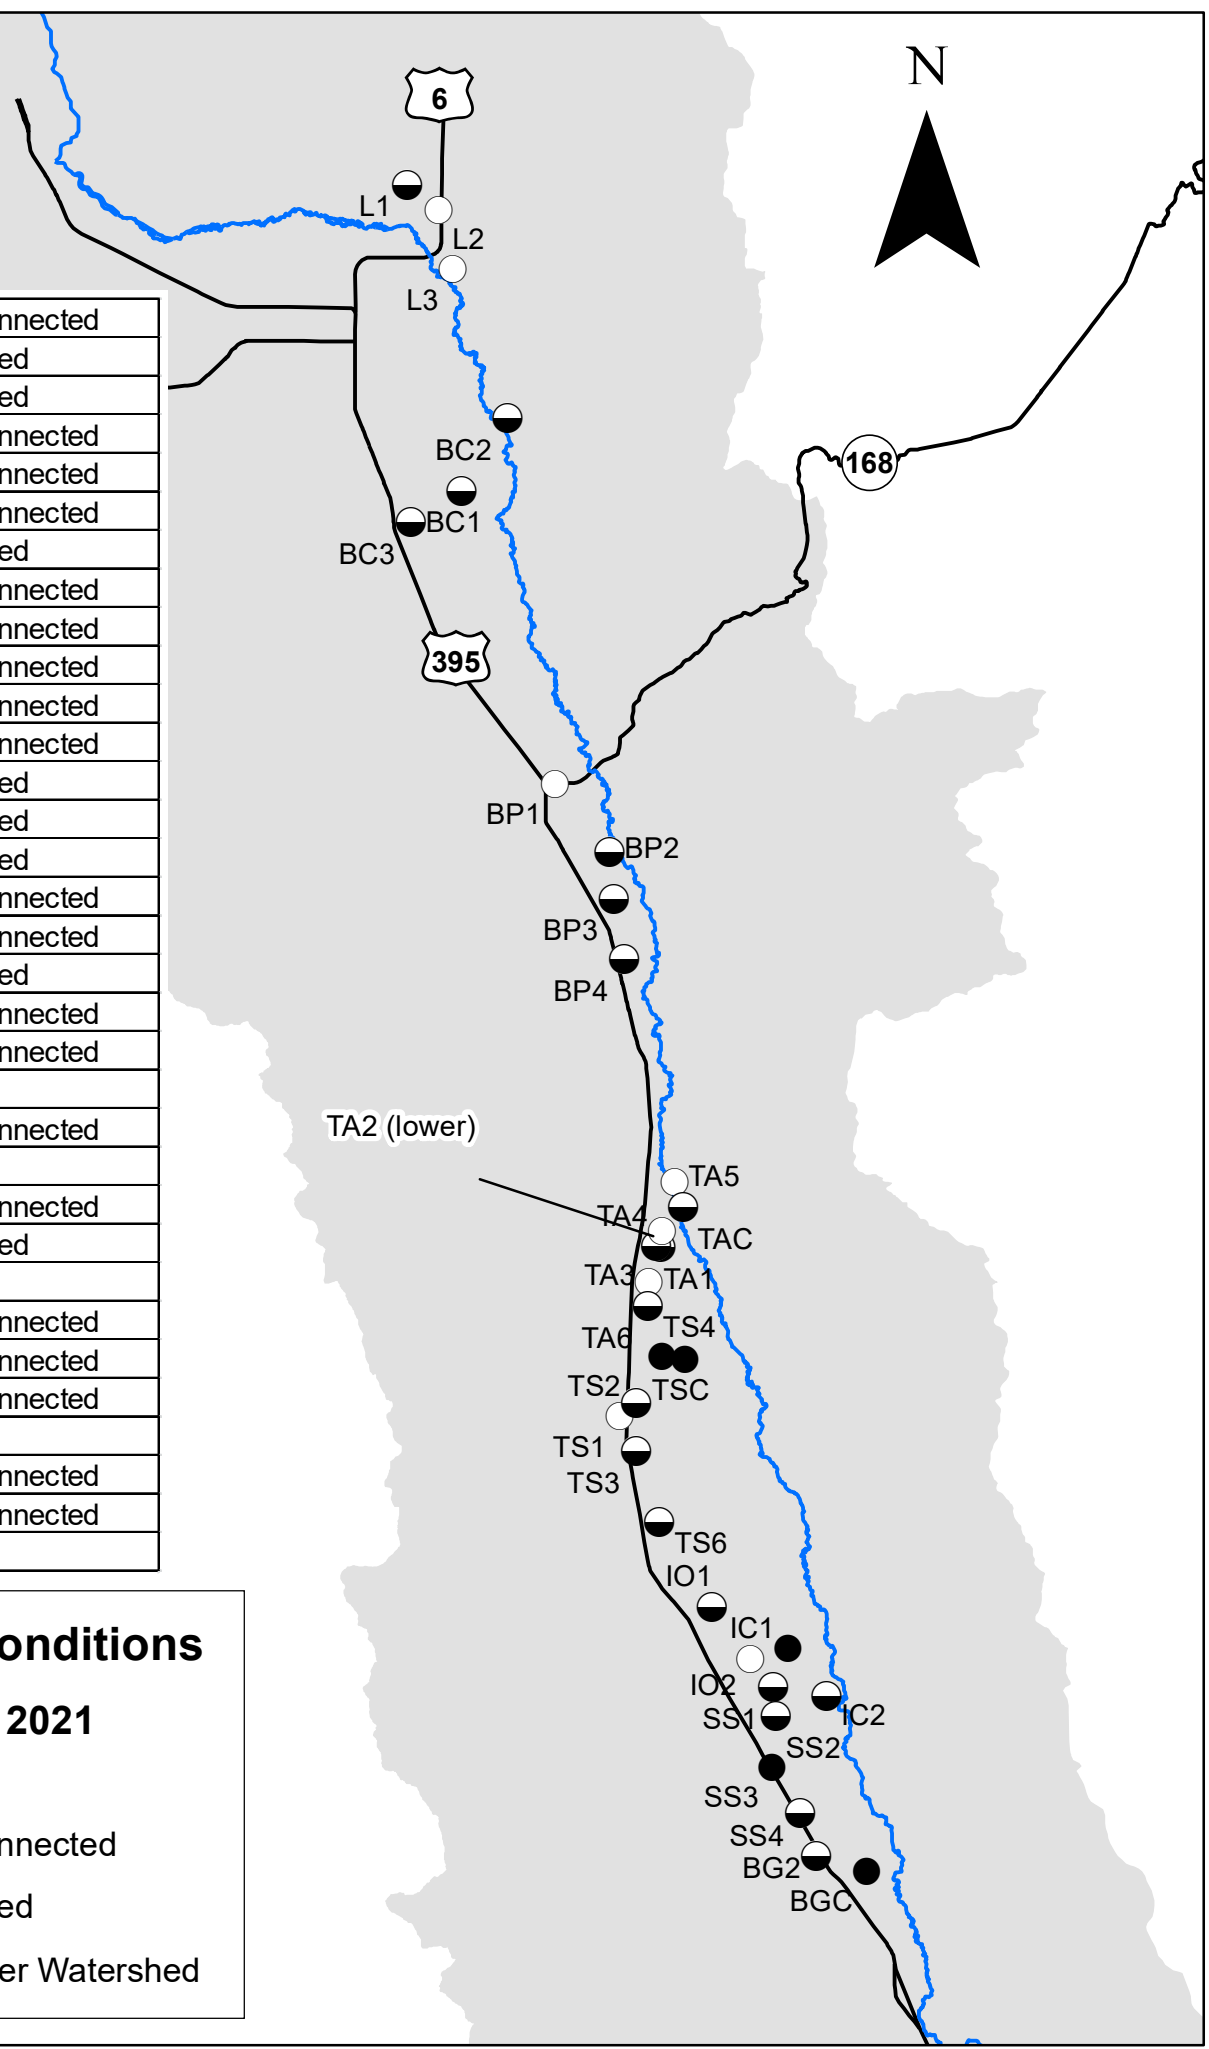 N
6
L1
L2
L3
nnected
ed
ed
nnected
nnected
nnected
ed
nnected
nnected
nnected
nnected
nnected
ed
ed
ed
nnected
nnected
ed
nnected
nnected
nnected
nnected
ed
nnected
nnected
nnected
nnected
nnected
BC2
168
BC1
BC3
395
BP1
BP2
BP3
BP4
TA2 (lower)
TA5
TA4
TAC
TA3
TA1
TS4
TA6
TS2
TSC
TS1
TS3
TS6
IO1
IC1
IO2
SS1
IC2
SS2
SS3
SS4
BG2
BGC
onditions
2021
nnected
ed
er Watershed